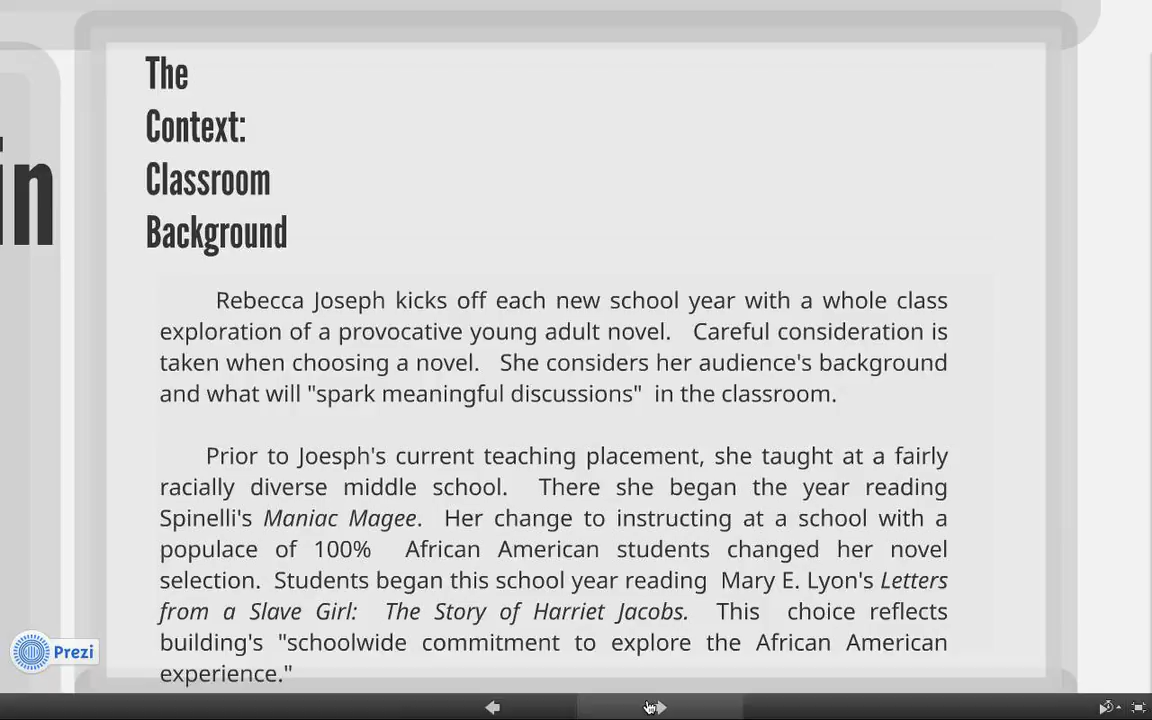 The
Context:
Classroom
Background
in
Rebecca Joseph kicks off each new school year with a whole class
exploration of a provocative young adult novel. Careful consideration is
taken when choosing a novel. She considers her audience's background
and what will "spark meaningful discussions" in the classroom.
Prior to Joesph's current teaching placement, she taught at a fairly
racially diverse middle school. There she began the year reading
Spinelli's Maniac Magee. Her change to instructing at a school with a
populace of 100% African American students changed her novel
selection. Students began this school year reading Mary E. Lyon's Letters
from a Slave Girl: The Story of Harriet Jacobs. This choice reflects
building's "schoolwide commitment to explore the African American
experience."
Prezi